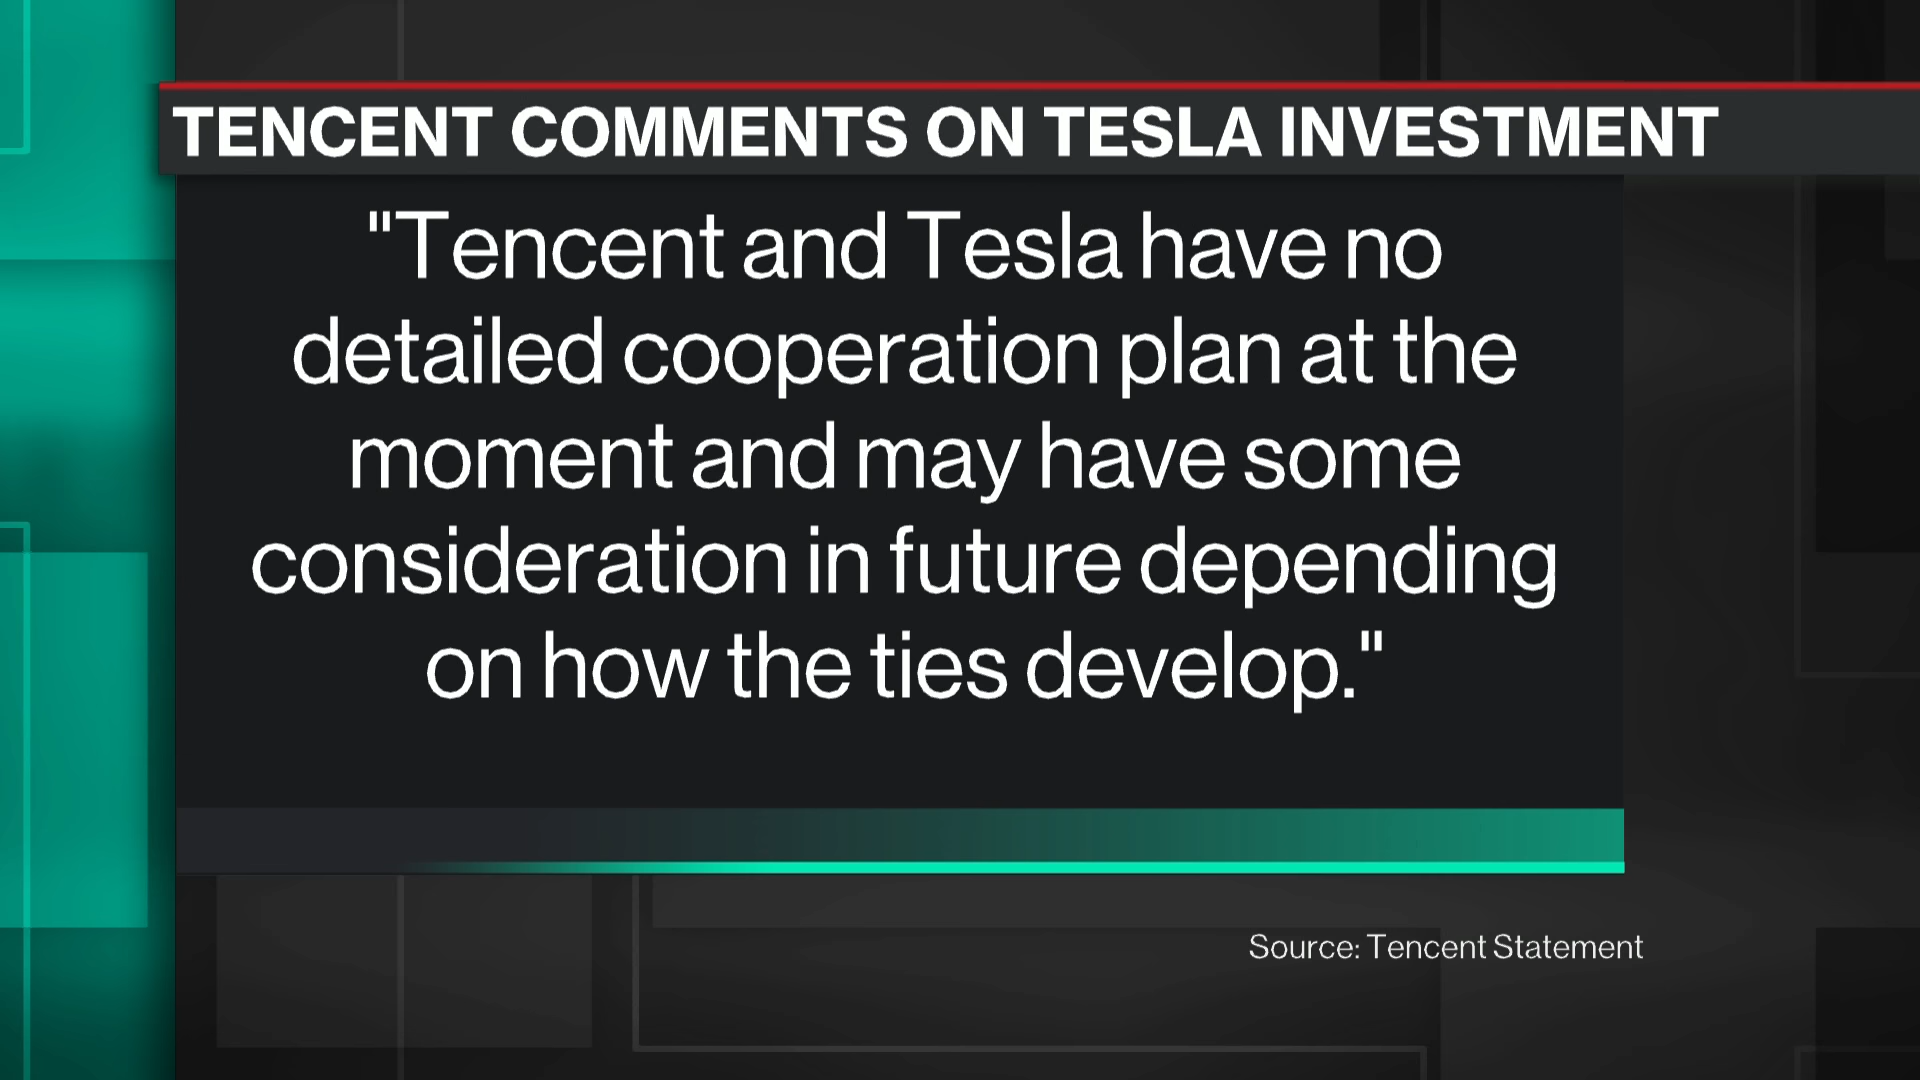 TENCENT COMMENTS ON TESLA INVESTMENT
"Tencent and Tesla have no
detailed cooperation plan at the
moment and may have some
consideration in future depending
on how the ties develop."
Source: Tencent Statement